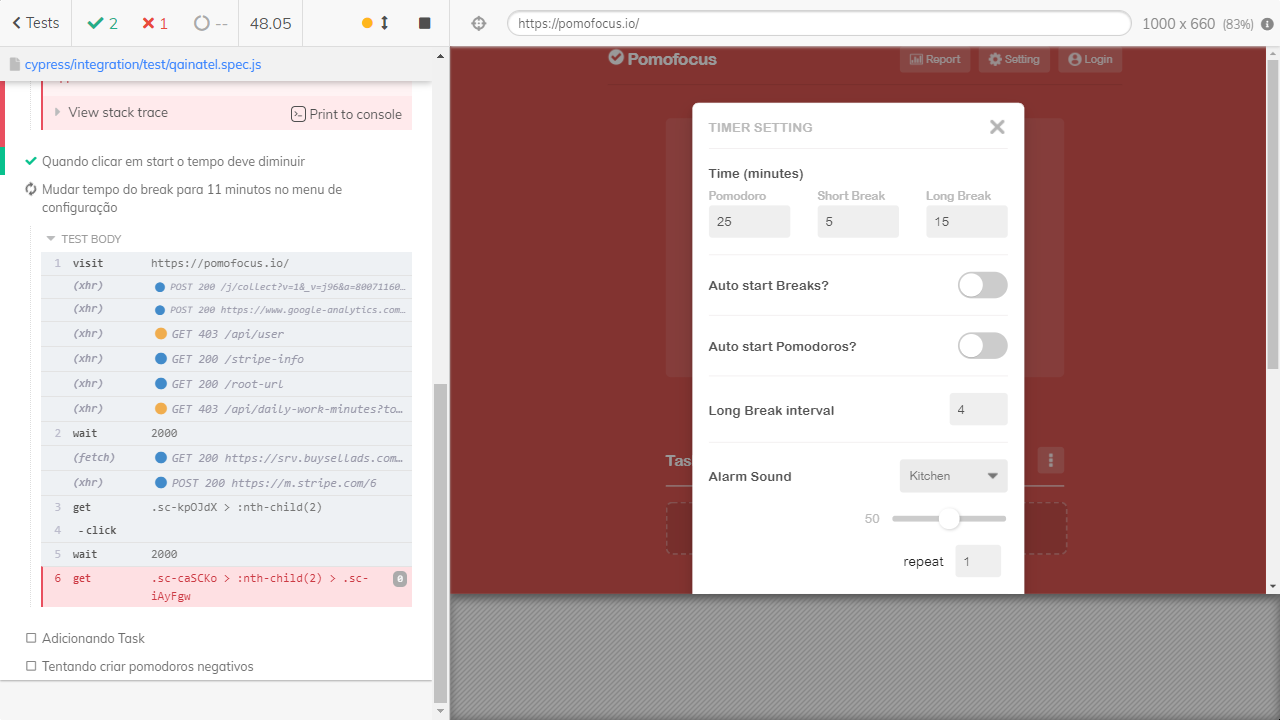 Tests
2
1
--
48.05
https://pomofocus.io/
1000 x 660 (83%)
cypress/integration/test/qainatel.spec.js
View stack trace
Print to console
Quando clicar em start o tempo deve diminuir
Mudar tempo do break para 11 minutos no menu de
configuração
TEST BODY
1 visit https://pomofocus.io/
(xhr) POST 200 /j/collect?v=1&_v=j96&a=80071160…
(xhr) POST 200 https://www.google-analytics.com…
(xhr) GET 403 /api/user
(xhr) GET 200 /stripe-info
(xhr) GET 200 /root-url
(xhr) GET 403 /api/daily-work-minutes?to…
2 wait 2000
(fetch) GET 200 https://srv.buysellads.com…
(xhr) POST 200 https://m.stripe.com/6
3 get .sc-kpOJdX > :nth-child(2)
4 -click
5 wait 2000
6 get .sc-caSCKo > :nth-child(2) > .sc-
iAyFgw
0
Adicionando Task
Tentando criar pomodoros negativos
Pomofocus
Report
Setting
Login
TIMER SETTING
Time (minutes)
Pomodoro Short Break Long Break
25 5 15
Auto start Breaks?
Auto start Pomodoros?
Long Break interval 4
Tas
Alarm Sound Kitchen
50
repeat 1